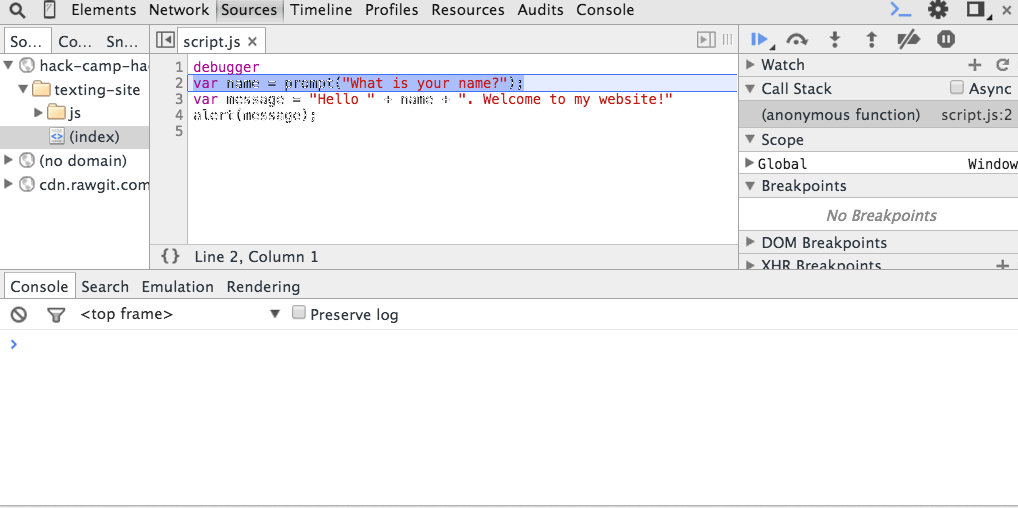 Elements Network Sources Timeline Profiles Resources Audits Console
So... Co... Sn...
script.js ×
hack-camp-ha
texting-site
js
(index)
(no domain)
cdn.rawgit.com
1 debugger
2 var name = prompt("What is your name?");
3 var message = "Hello " + name + ". Welcome to my website!"
4 alert(message);
5
{} Line 2, Column 1
Watch
Call Stack Async
(anonymous function) script.js:2
Scope
Global Window
Breakpoints
No Breakpoints
DOM Breakpoints
XHR Breakpoints
Console Search Emulation Rendering
<top frame> Preserve log